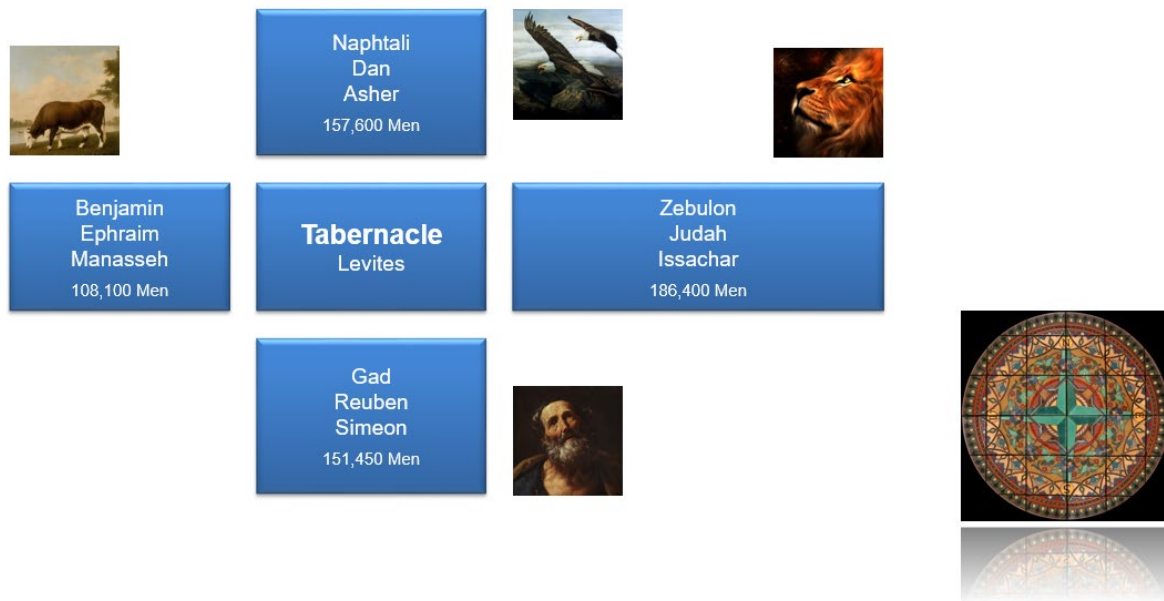 Naphtali
Dan
Asher
157,600 Men
Benjamin
Ephraim
Manasseh
108,100 Men
Tabernacle
Levites
Zebulon
Judah
Issachar
186,400 Men
Gad
Reuben
Simeon
151,450 Men
N
E
S